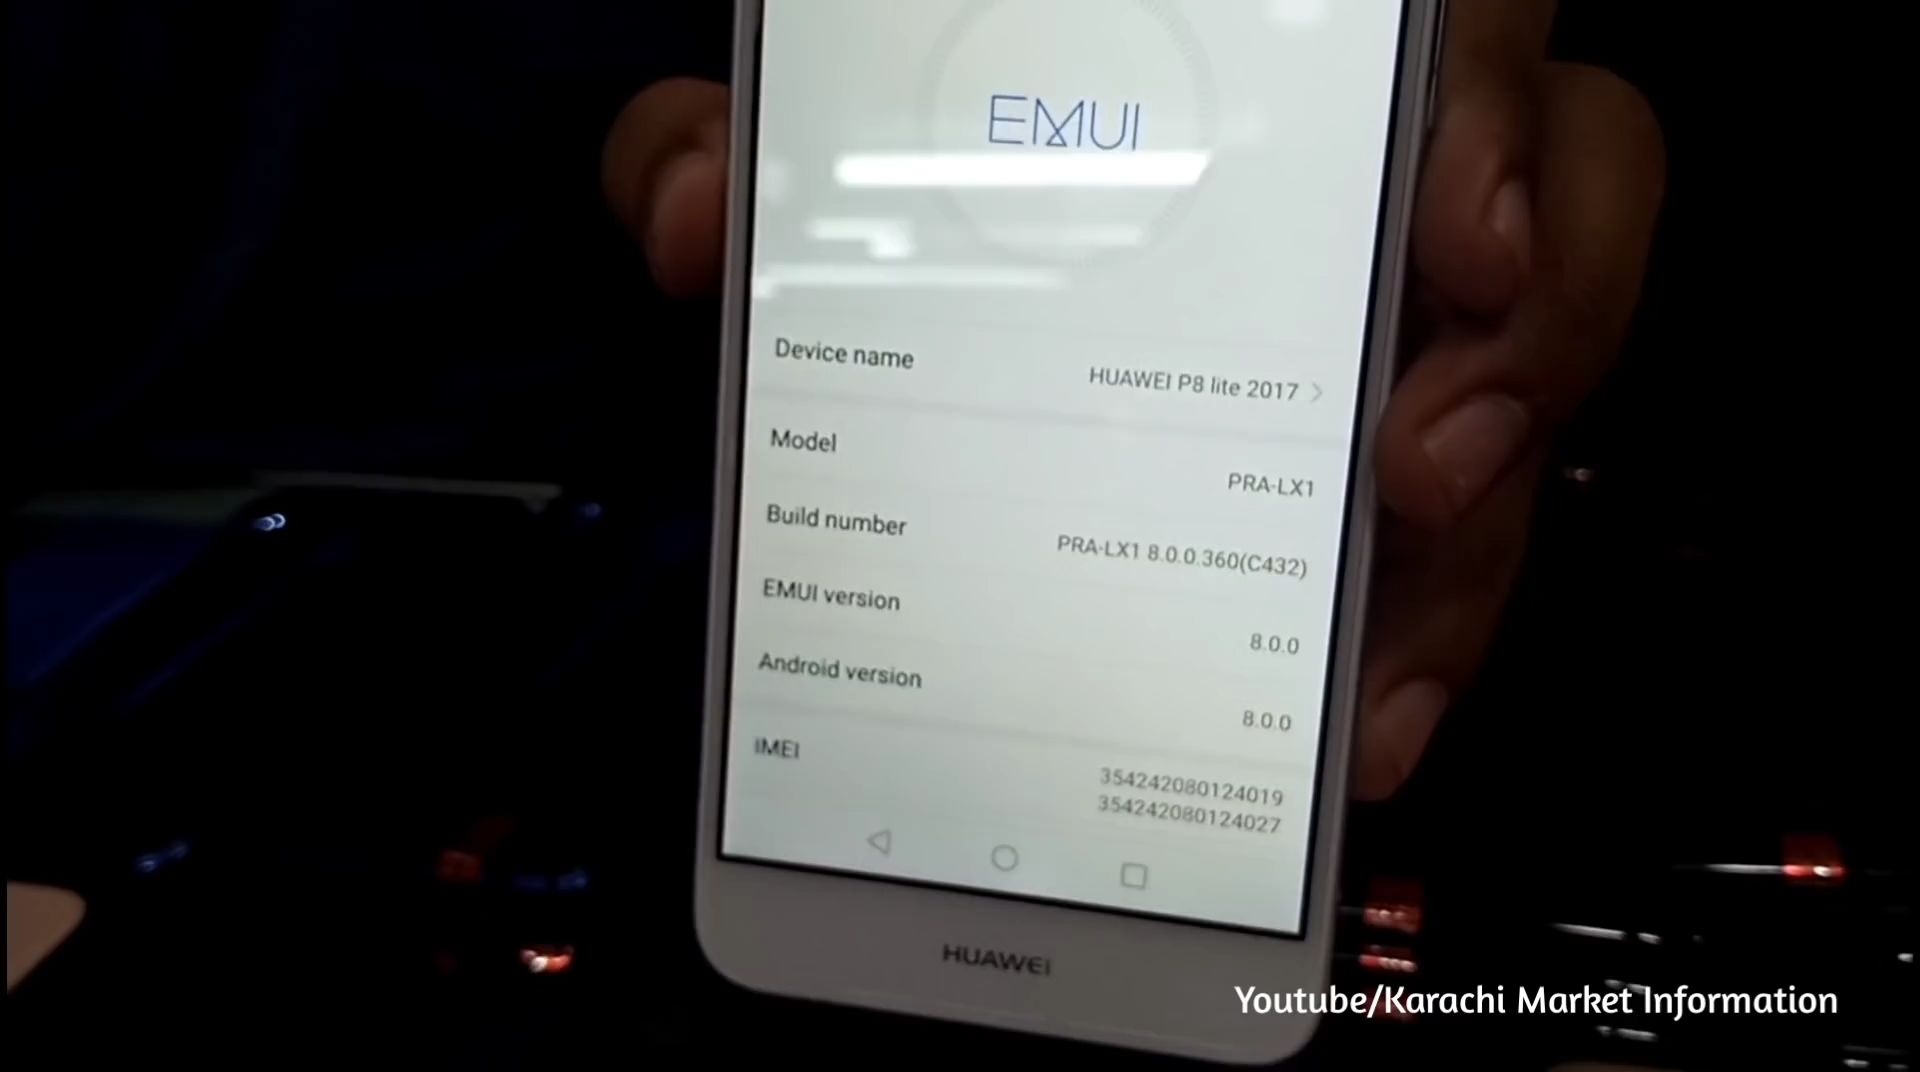 EMUI
Device name HUAWEI P8 lite 2017
Model PRA-LX1
Build number PRA-LX1 8.0.0.360(C432)
EMUI version 8.0.0
Android version 8.0.0
IMEI 354242080124019
354242080124027
HUAWEI
Youtube/Karachi Market Information